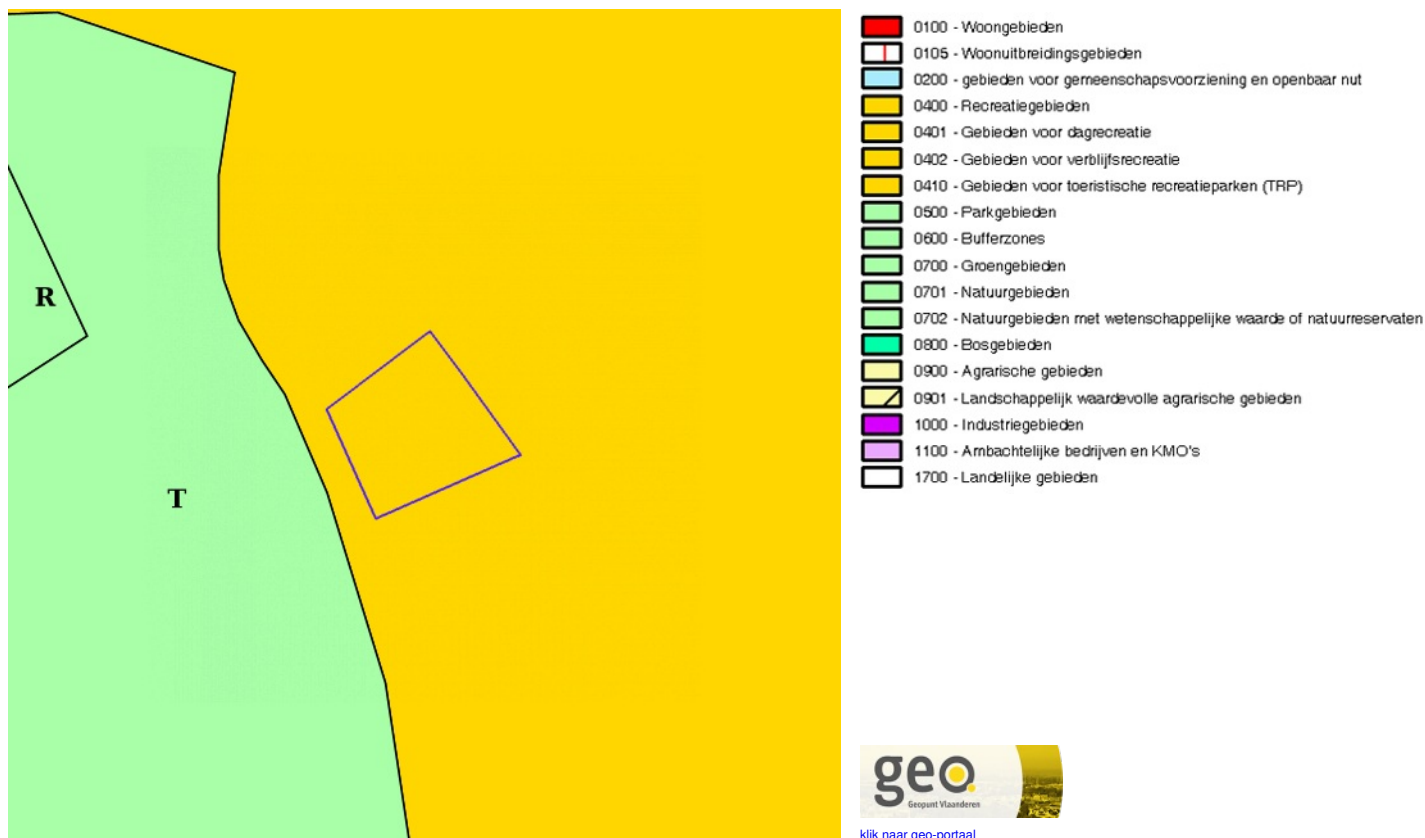 R
T
0100 - Woongebieden
0105 - Woonuitbreidingsgebieden
0200 - gebieden voor gemeenschapsvoorziening en openbaar nut
0400 - Recreatiegebieden
0401 - Gebieden voor dagrecreatie
0402 - Gebieden voor verblijfsrecreatie
0410 - Gebieden voor toeristische recreatieparken (TRP)
0500 - Parkgebieden
0600 - Bufferzones
0700 - Groengebieden
0701 - Natuurgebieden
0702 - Natuurgebieden met wetenschappelijke waarde of natuurreservaten
0800 - Bosgebieden
0900 - Agrarische gebieden
0901 - Landschappelijk waardevolle agrarische gebieden
1000 - Industriegebieden
1100 - Ambachtelijke bedrijven en KMO's
1700 - Landelijke gebieden
geo
Geopunt Vlaanderen
klik naar geo-portaal